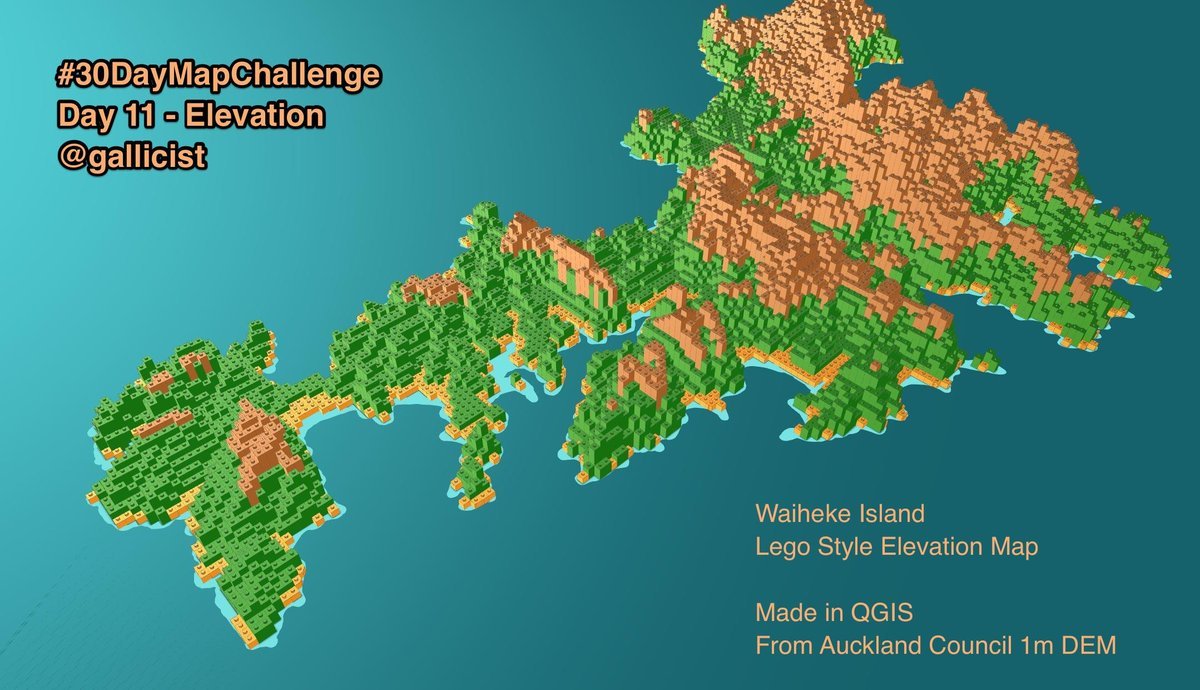 #30DayMapChallenge
Day 11 - Elevation
@gallicist
Waiheke Island
Lego Style Elevation Map
Made in QGIS
From Auckland Council 1m DEM